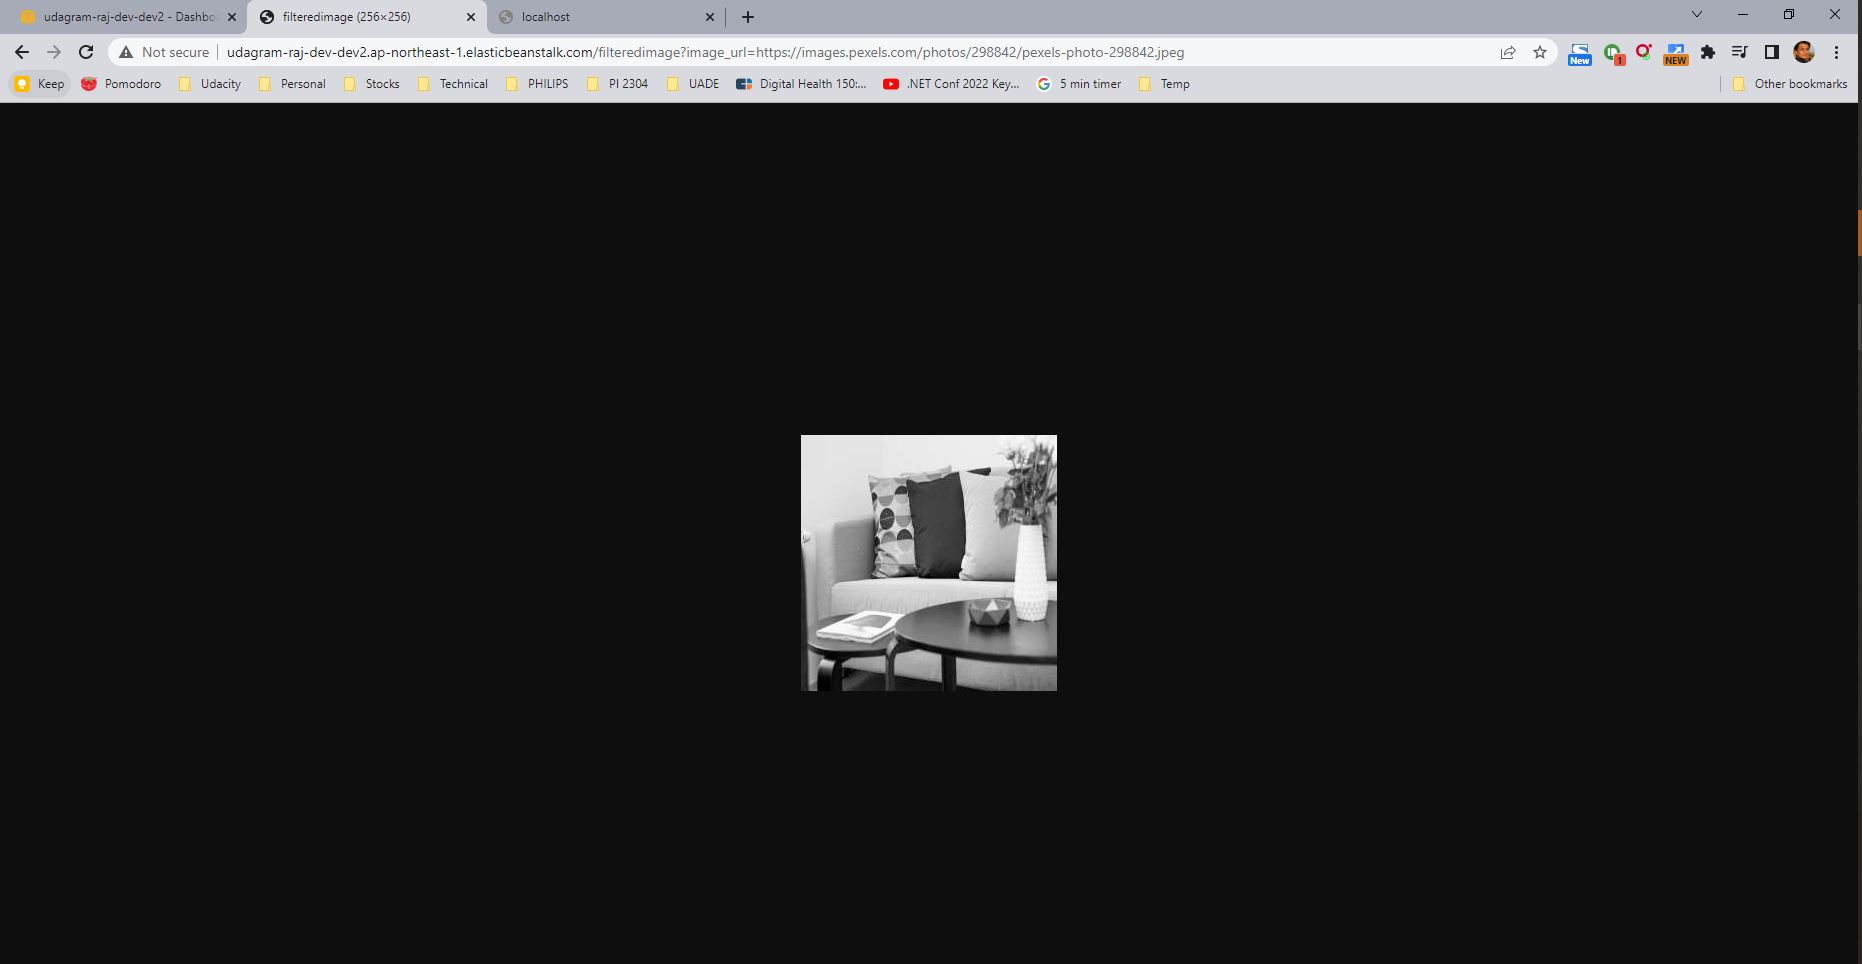 udagram-raj-dev-dev2 - Dashbo
filteredimage (256×256)
localhost
Not secure
udagram-raj-dev-dev2.ap-northeast-1.elasticbeanstalk.com/filteredimage?image_url=https://images.pexels.com/photos/298842/pexels-photo-298842.jpeg
New
1
NEW
Keep
Pomodoro
Udacity
Personal
Stocks
Technical
PHILIPS
PI 2304
UADE
Digital Health 150:...
.NET Conf 2022 Key...
5 min timer
Temp
Other bookmarks